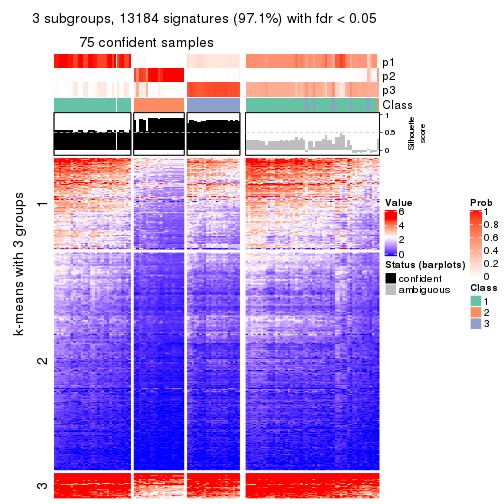 3 subgroups, 13184 signatures (97.1%) with fdr < 0.05
75 confident samples
p1
p2
p3
Class
1
0.5
0
Silhouette
score
k-means with 3 groups
1
2
3
Value
6
4
2
0
Status (barplots)
confident
ambiguous
Prob
1
0.8
0.6
0.4
0.2
0
Class
1
2
3